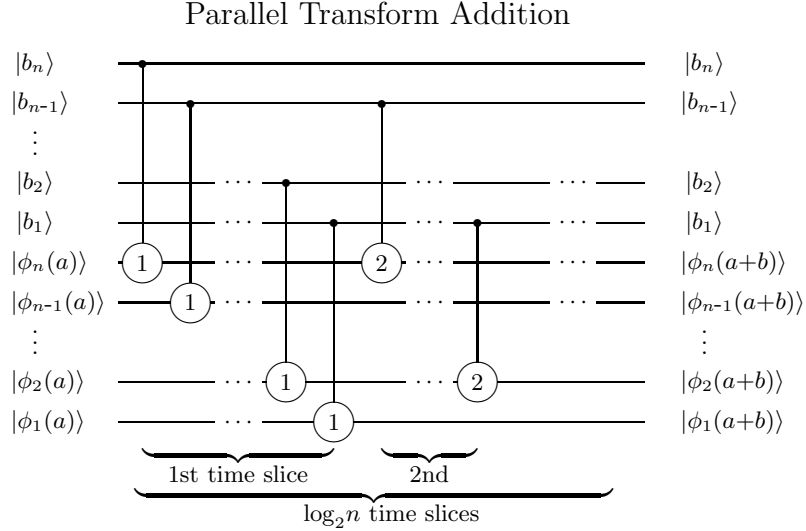 Parallel Transform Addition
|b_n⟩ |b_n⟩
|b_{n-1}⟩ |b_{n-1}⟩
⋮
|b_2⟩ ··· ··· ··· |b_2⟩
|b_1⟩ ··· ··· ··· |b_1⟩
|ϕ_n(a)⟩ 1 ··· 2 ··· ··· |ϕ_n(a+b)⟩
|ϕ_{n-1}(a)⟩ 1 ··· ··· ··· |ϕ_{n-1}(a+b)⟩
⋮ ⋮
|ϕ_2(a)⟩ ··· 1 ··· 2 |ϕ_2(a+b)⟩
|ϕ_1(a)⟩ ··· 1 |ϕ_1(a+b)⟩
1st time slice 2nd
log_2 n time slices